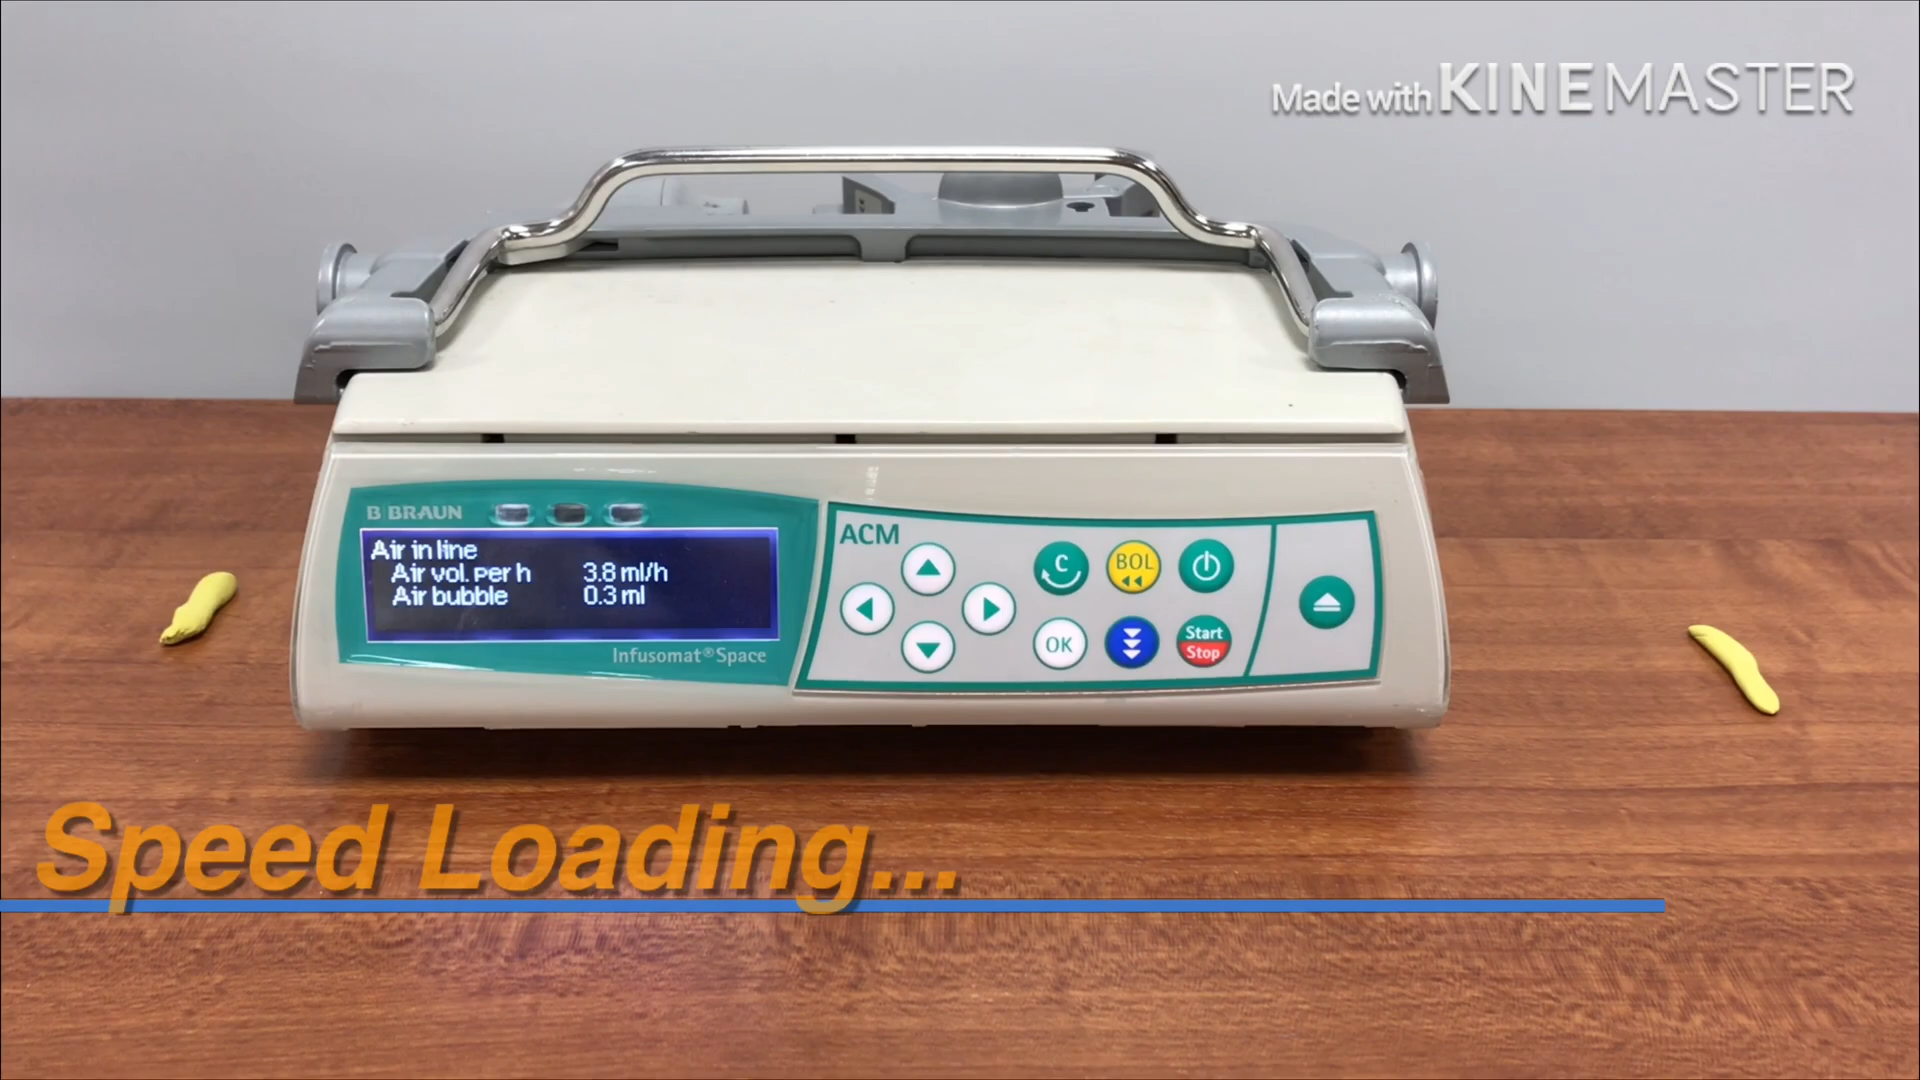 Made with KINEMASTER
B BRAUN
Air in line
Air vol. per h 3.8 ml/h
Air bubble 0.3 ml
Infusomat®Space
ACM
C
BOL
OK
Start
Stop
Speed Loading...